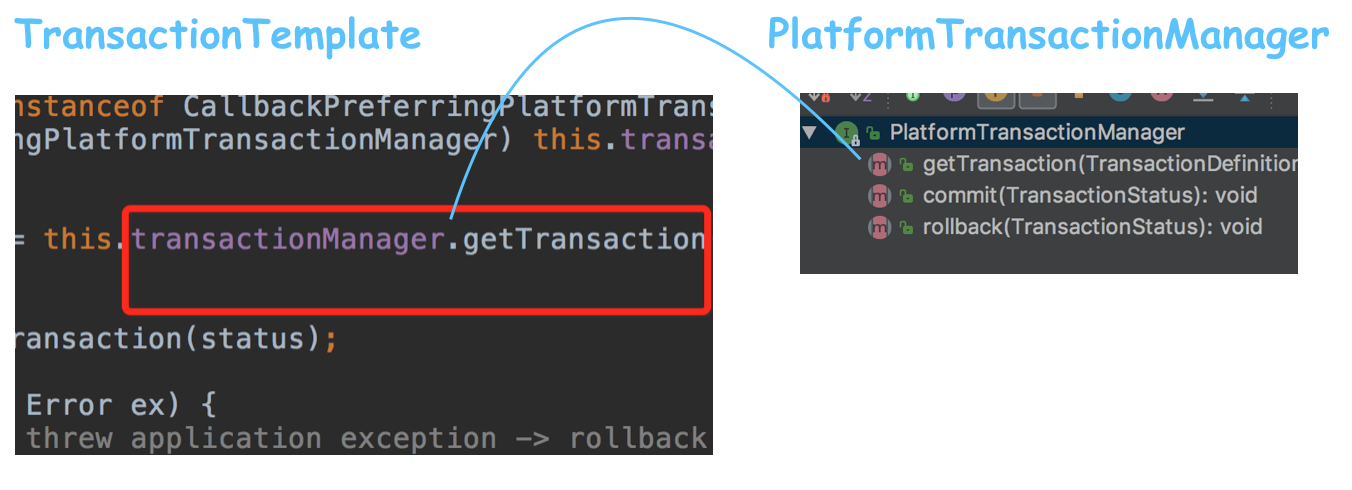 TransactionTemplate
PlatformTransactionManager
nstanceof CallbackPreferringPlatformTrans
ngPlatformTransactionManager) this.transa
= this.transactionManager.getTransaction
ransaction(status);
Error ex) {
threw application exception -> rollback
PlatformTransactionManager
getTransaction(TransactionDefinition
commit(TransactionStatus): void
rollback(TransactionStatus): void